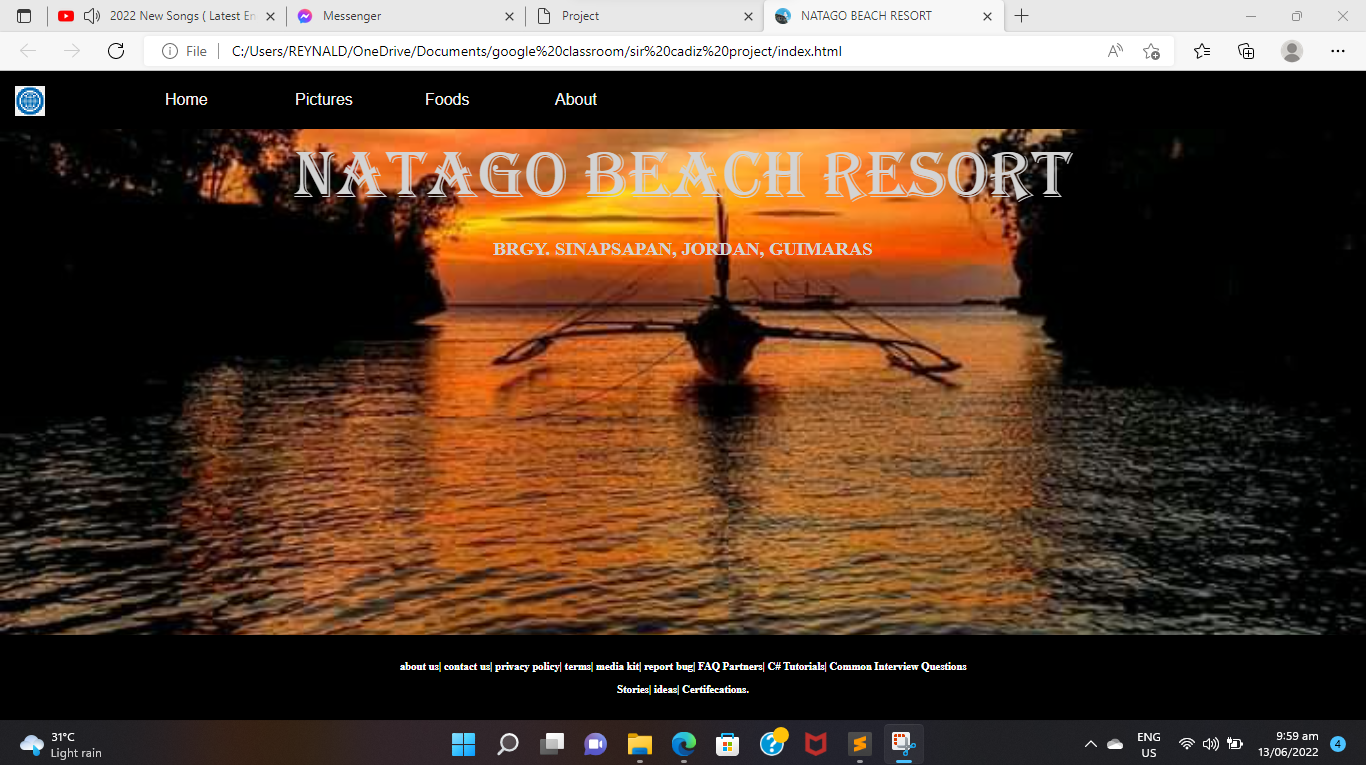 2022 New Songs ( Latest En
Messenger
Project
NATAGO BEACH RESORT
File
C:/Users/REYNALD/OneDrive/Documents/google%20classroom/sir%20cadiz%20project/index.html
Home Pictures Foods About
NATAGO BEACH RESORT
BRGY. SINAPSAPAN, JORDAN, GUIMARAS
about us| contact us| privacy policy| terms| media kit| report bug| FAQ Partners| C# Tutorials| Common Interview Questions
Stories| ideas| Certifecations.
31°C
Light rain
ENG
US
9:59 am
13/06/2022
4